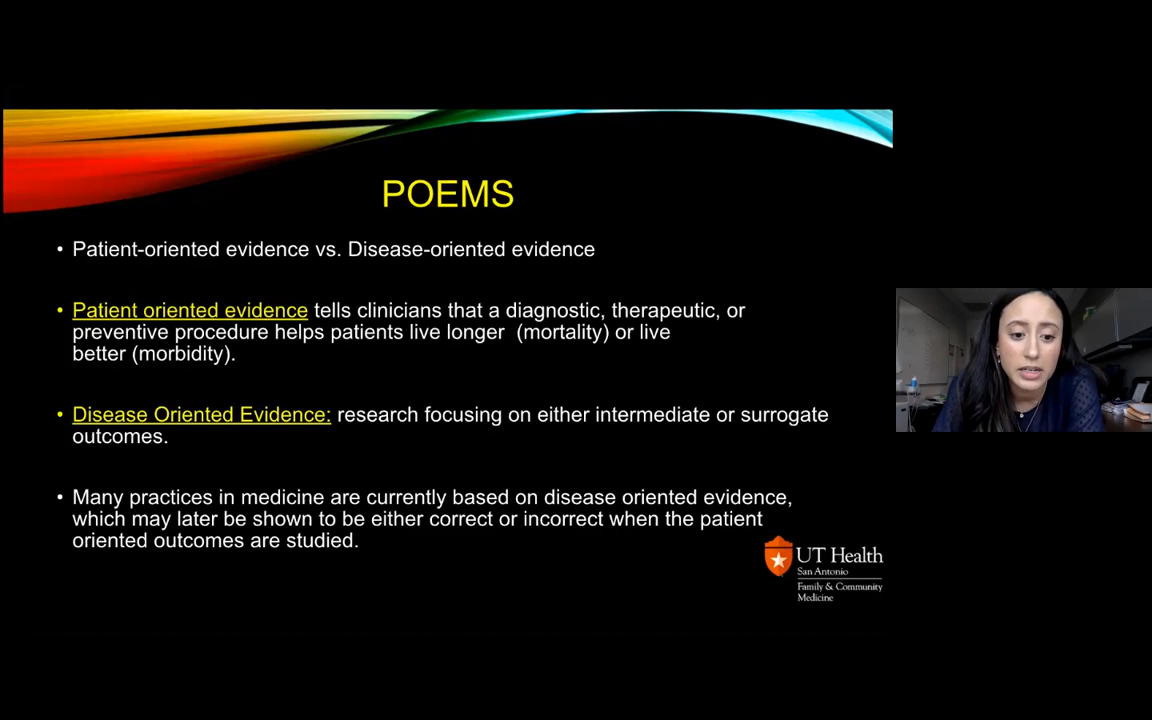 POEMS
• Patient-oriented evidence vs. Disease-oriented evidence
• Patient oriented evidence tells clinicians that a diagnostic, therapeutic, or
preventive procedure helps patients live longer (mortality) or live
better (morbidity).
• Disease Oriented Evidence: research focusing on either intermediate or surrogate
outcomes.
• Many practices in medicine are currently based on disease oriented evidence,
which may later be shown to be either correct or incorrect when the patient
oriented outcomes are studied.
UT Health
San Antonio
Family & Community
Medicine